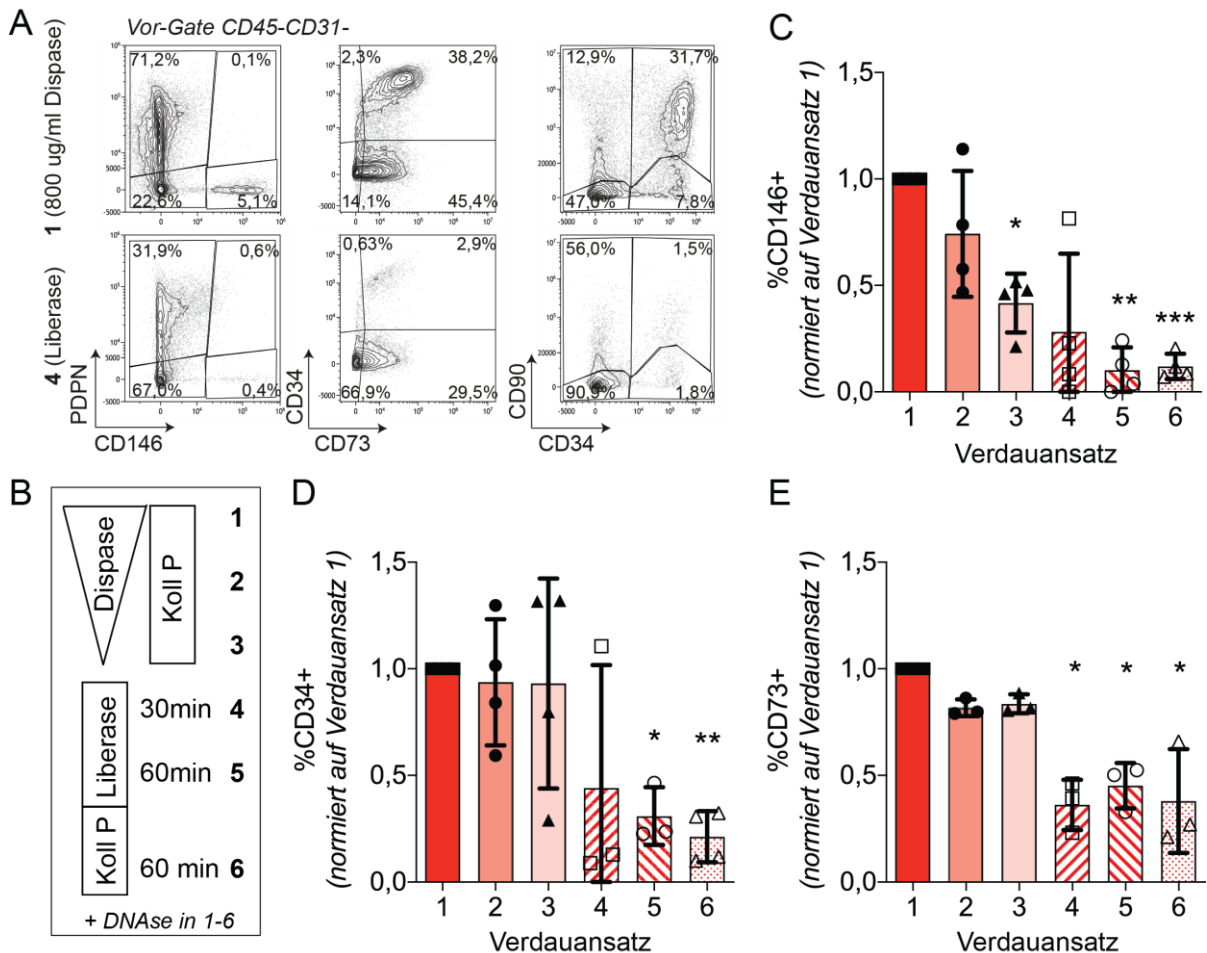 A
Vor-Gate CD45-CD31-
1 (800 ug/ml Dispase)
71,2%
0,1%
22,6%
5,1%
2,3%
38,2%
14,1%
45,4%
12,9%
31,7%
47,6%
7,8%
4 (Liberase)
31,9%
0,6%
67,0%
0,4%
0,63%
2,9%
66,9%
29,5%
56,0%
1,5%
90,9%
1,8%
PDPN
CD146
CD34
CD73
CD90
CD34
B
Dispase
Koll P
1
2
3
Liberase
30min 4
60min 5
Koll P
60 min 6
+ DNAse in 1-6
C
%CD146+
(normiert auf Verdauansatz 1)
1,5
1,0
0,5
0,0
*
**
***
1 2 3 4 5 6
Verdauansatz
D
%CD34+
(normiert auf Verdauansatz 1)
1,5
1,0
0,5
0,0
*
**
1 2 3 4 5 6
Verdauansatz
E
%CD73+
(normiert auf Verdauansatz 1)
1,5
1,0
0,5
0,0
*
*
*
1 2 3 4 5 6
Verdauansatz